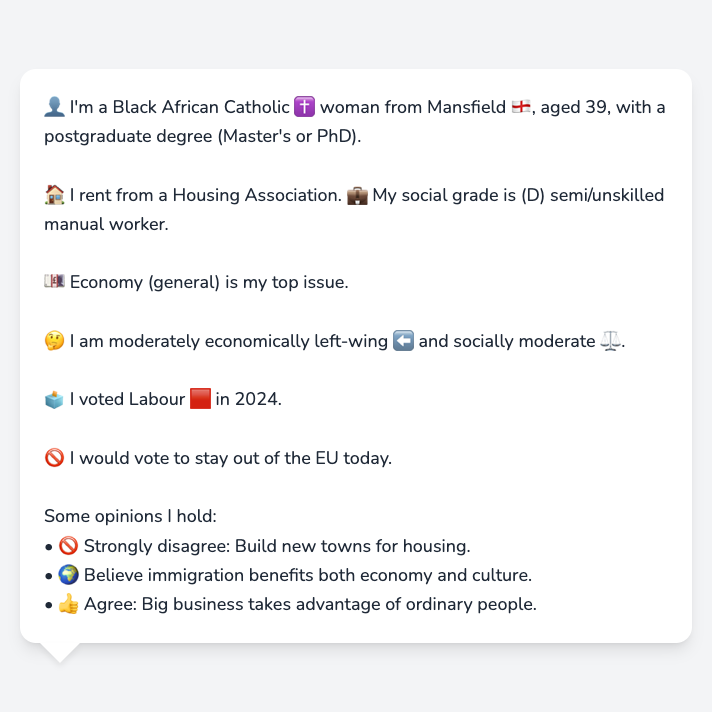 👤 I'm a Black African Catholic ✝️ woman from Mansfield 🏴󠁧󠁢󠁥󠁮󠁧󠁿, aged 39, with a
postgraduate degree (Master's or PhD).
🏠 I rent from a Housing Association. 💼 My social grade is (D) semi/unskilled
manual worker.
💷 Economy (general) is my top issue.
🤔 I am moderately economically left-wing ⬅️ and socially moderate ⚖️.
🗳️ I voted Labour 🟥 in 2024.
🚫 I would vote to stay out of the EU today.
Some opinions I hold:
• 🚫 Strongly disagree: Build new towns for housing.
• 🌍 Believe immigration benefits both economy and culture.
• 👍 Agree: Big business takes advantage of ordinary people.